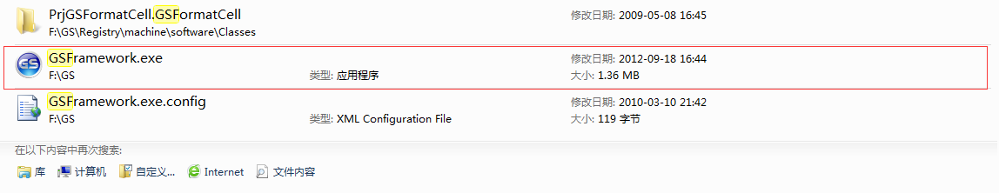 PrjGSFormatCell.GSFormatCell 修改日期: 2009-05-08 16:45
F:\GS\Registry\machine\software\Classes
GSFramework.exe 修改日期: 2012-09-18 16:44
F:\GS 类型: 应用程序 大小: 1.36 MB
GSFramework.exe.config 修改日期: 2010-03-10 21:42
F:\GS 类型: XML Configuration File 大小: 119 字节
在以下内容中再次搜索:
库 计算机 自定义... Internet 文件内容